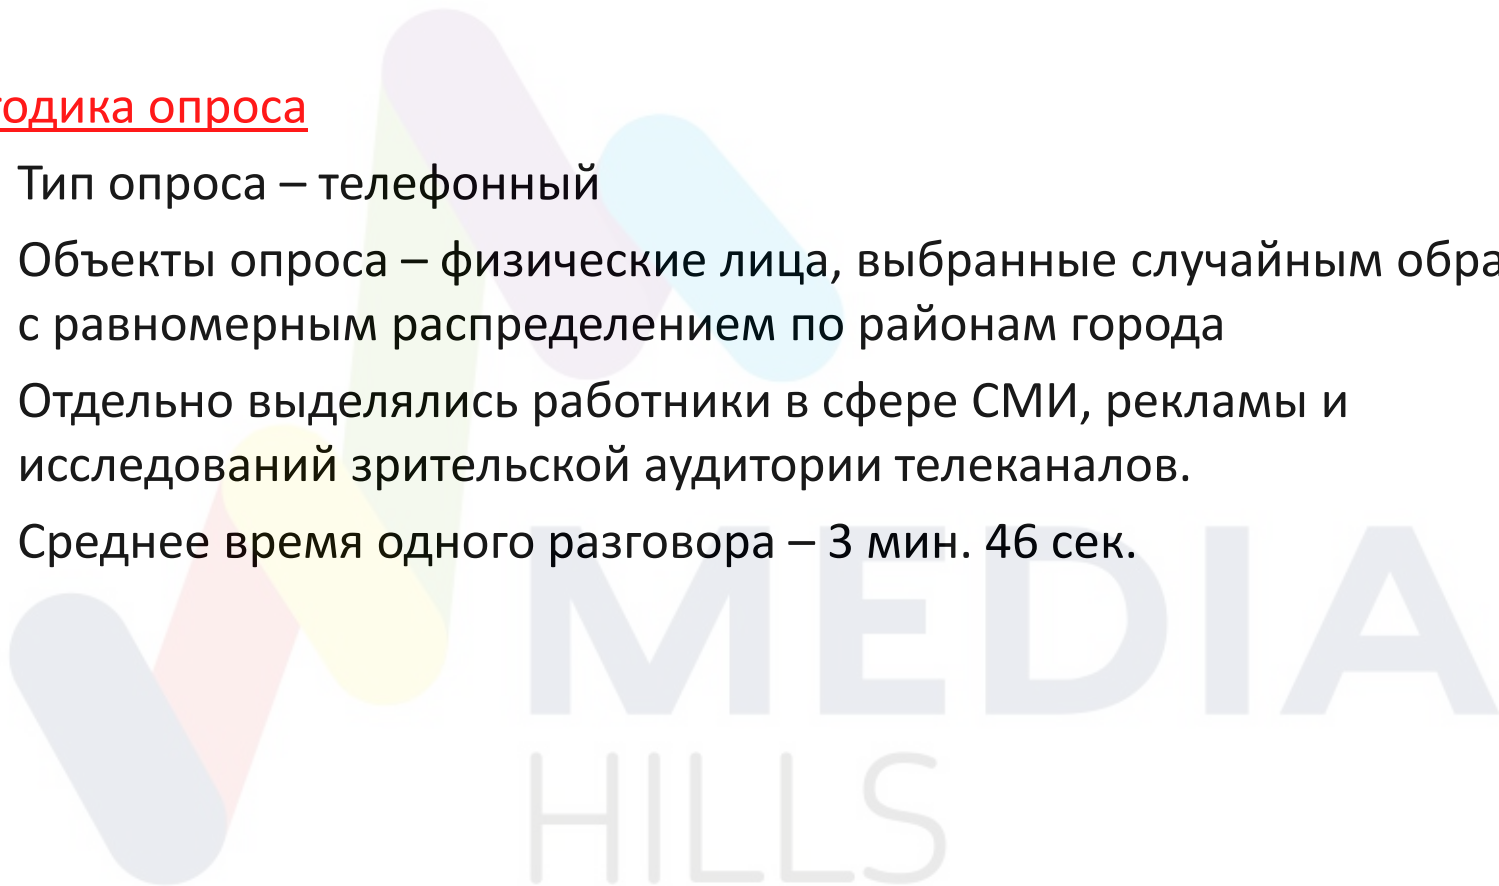 тодика опроса
Тип опроса – телефонный
Объекты опроса – физические лица, выбранные случайным обра
с равномерным распределением по районам города
Отдельно выделялись работники в сфере СМИ, рекламы и
исследований зрительской аудитории телеканалов.
Среднее время одного разговора – 3 мин. 46 сек.
MEDIA
HILLS